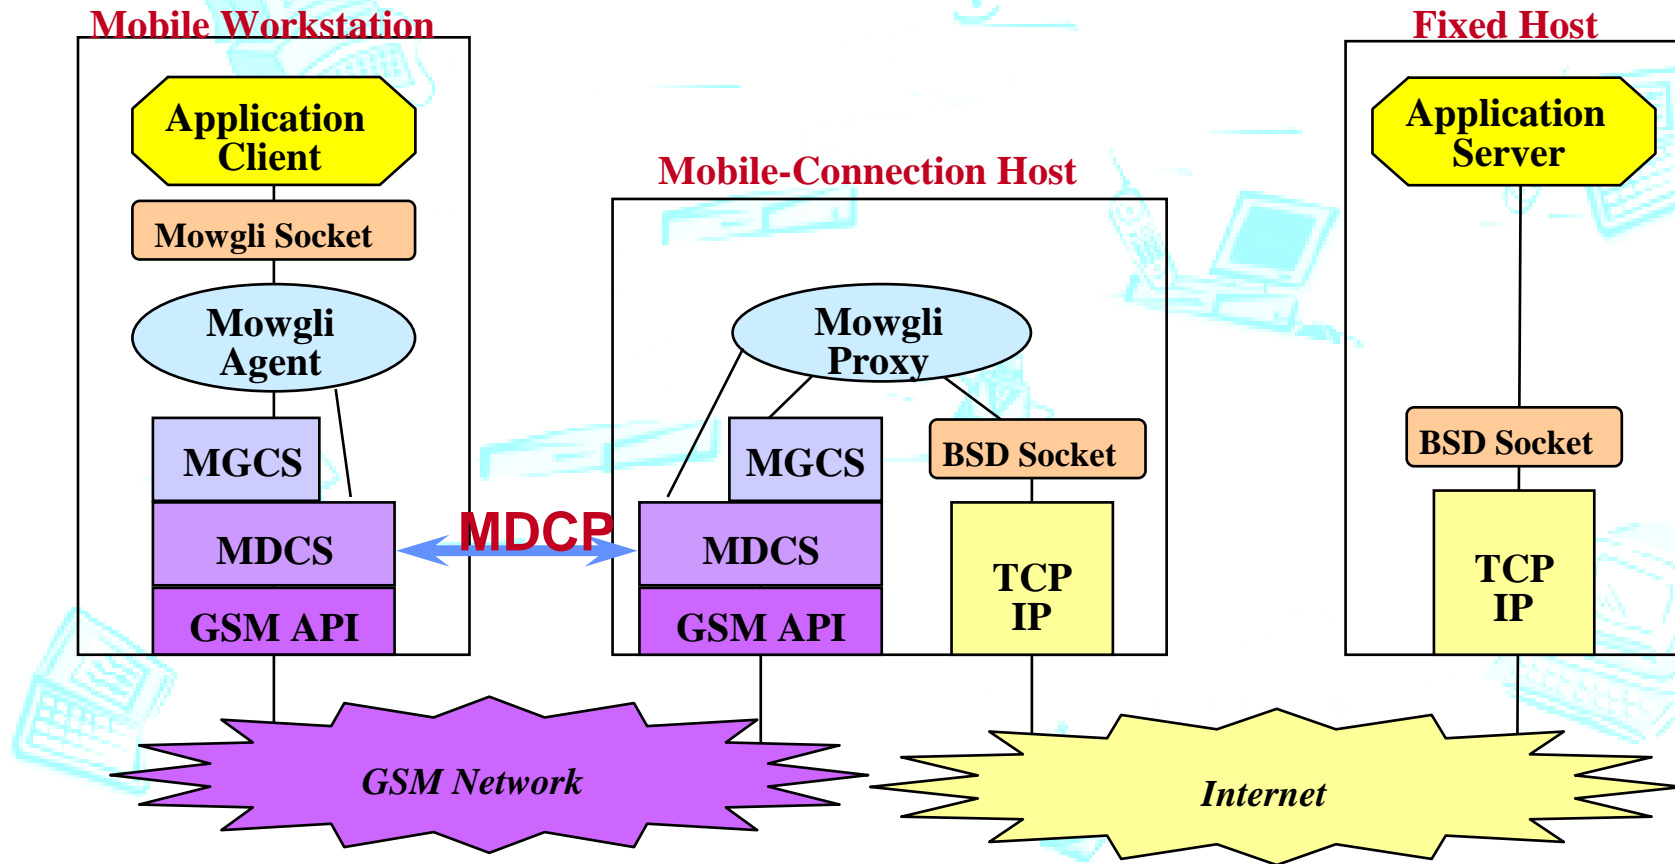 Mobile Workstation
Application
Client
Mowgli Socket
Mowgli
Agent
MGCS
MDCS
GSM API
MDCP
Mobile-Connection Host
Mowgli
Proxy
MGCS
MDCS
GSM API
BSD Socket
TCP
IP
Fixed Host
Application
Server
BSD Socket
TCP
IP
GSM Network
Internet